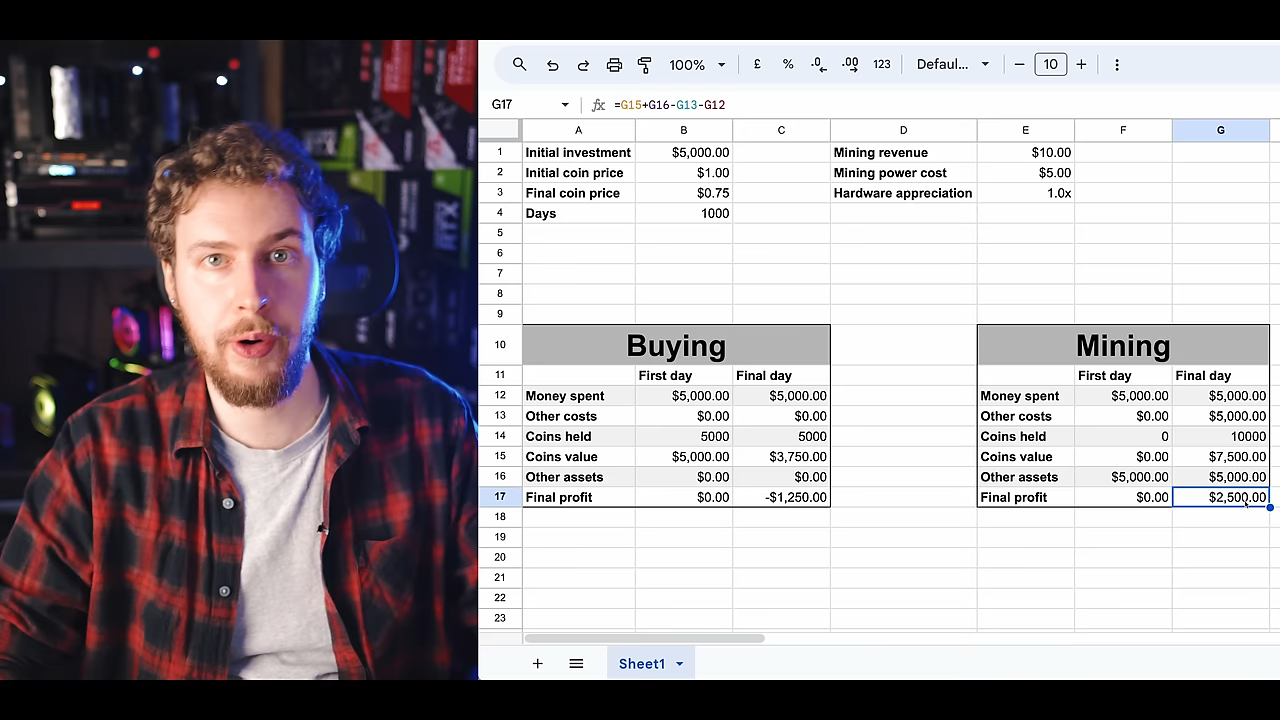 100% £ % .0 .00 123 Defaul... 10
G17 fx =G15+G16-G13-G12
A B C D E F G
1 Initial investment $5,000.00 Mining revenue $10.00
2 Initial coin price $1.00 Mining power cost $5.00
3 Final coin price $0.75 Hardware appreciation 1.0x
4 Days 1000
5
6
7
8
9
10 Buying Mining
11 First day Final day First day Final day
12 Money spent $5,000.00 $5,000.00 Money spent $5,000.00 $5,000.00
13 Other costs $0.00 $0.00 Other costs $0.00 $5,000.00
14 Coins held 5000 5000 Coins held 0 10000
15 Coins value $5,000.00 $3,750.00 Coins value $0.00 $7,500.00
16 Other assets $0.00 $0.00 Other assets $5,000.00 $5,000.00
17 Final profit $0.00 -$1,250.00 Final profit $0.00 $2,500.00
18
19
20
21
22
23
+ Sheet1
RTX